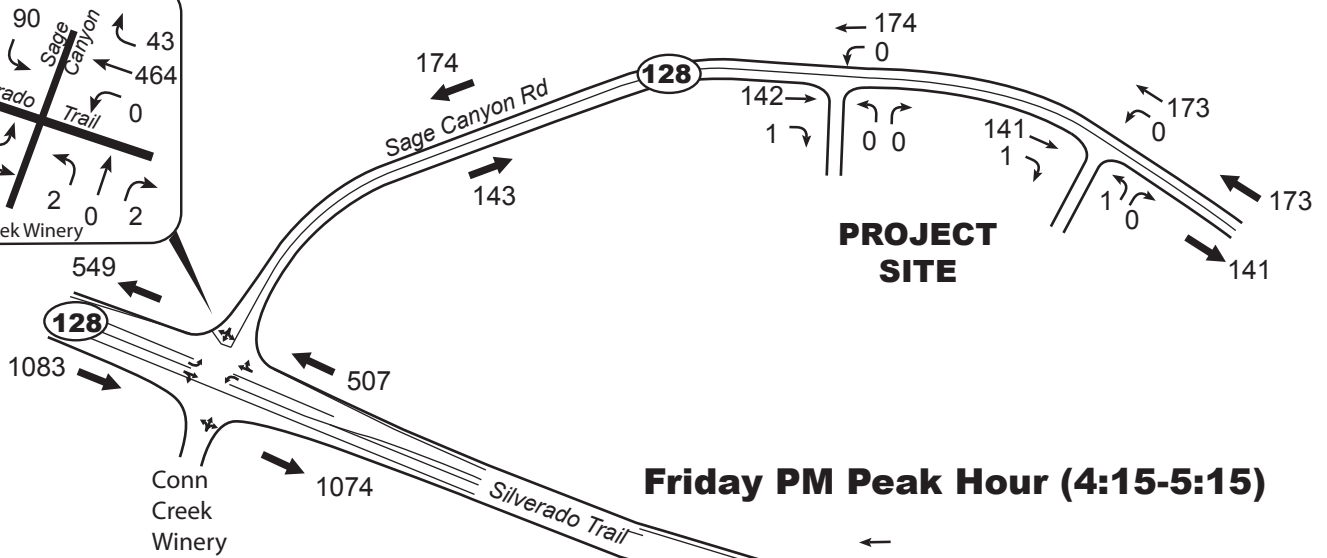 90
Sage
Canyon
43
464
0
rado
Trail
2
0
2
ek Winery
174
Sage Canyon Rd
143
128
174
0
142
1
0 0
141
1
173
0
1
0
173
141
PROJECT
SITE
549
128
1083
507
1074
Conn
Creek
Winery
Silverado Trail
Friday PM Peak Hour (4:15-5:15)